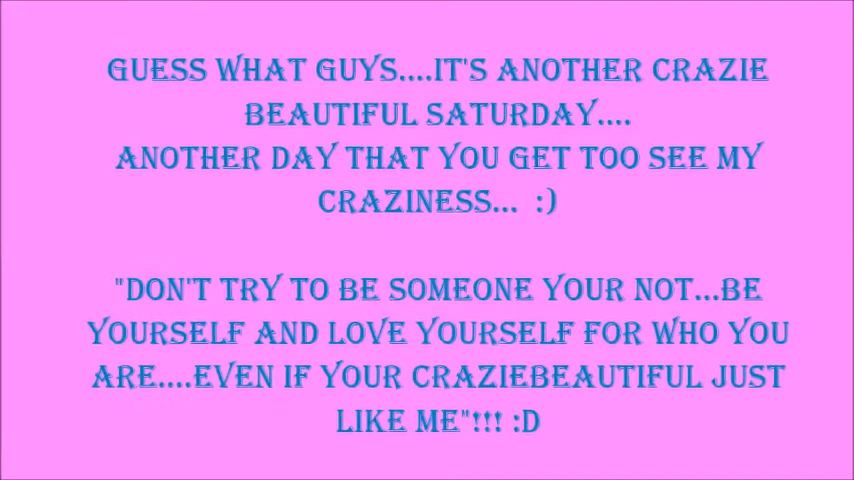 GUESS WHAT GUYS....IT'S ANOTHER CRAZIE
BEAUTIFUL SATURDAY....
ANOTHER DAY THAT YOU GET TOO SEE MY
CRAZINESS... :)
"DON'T TRY TO BE SOMEONE YOUR NOT...BE
YOURSELF AND LOVE YOURSELF FOR WHO YOU
ARE....EVEN IF YOUR CRAZIEBEAUTIFUL JUST
LIKE ME"!!! :D